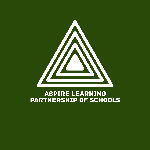 ASPIRE LEARNING
PARTNERSHIP OF SCHOOLS